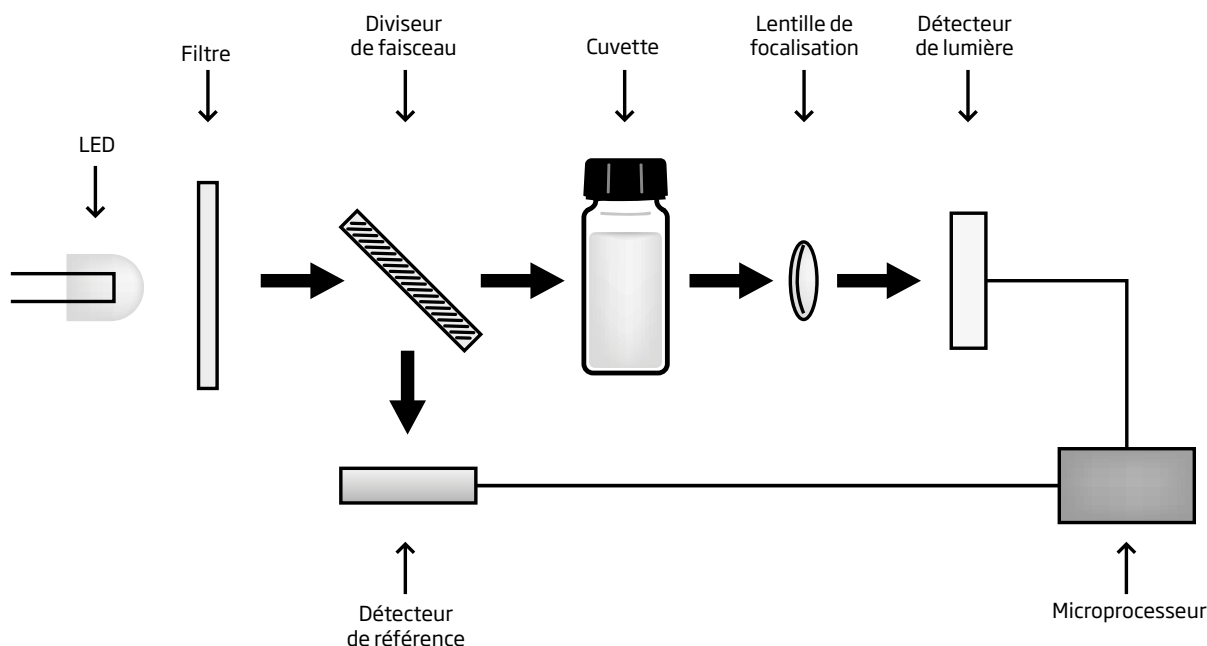 LED
Filtre
Diviseur
de faisceau
Cuvette
Lentille de
focalisation
Détecteur
de lumière
Détecteur
de référence
Microprocesseur